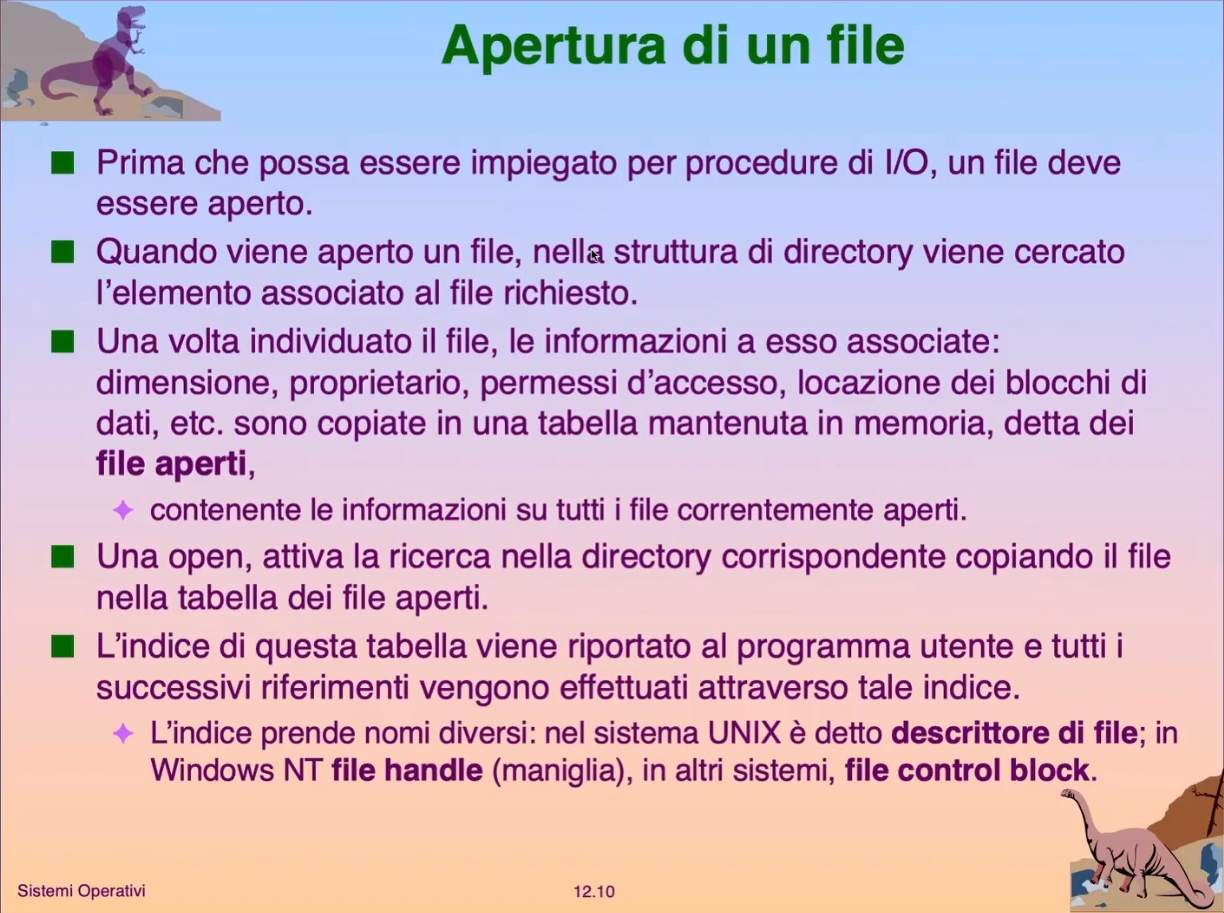 Apertura di un file
Prima che possa essere impiegato per procedure di I/O, un file deve
essere aperto.
Quando viene aperto un file, nella struttura di directory viene cercato
l'elemento associato al file richiesto.
Una volta individuato il file, le informazioni a esso associate:
dimensione, proprietario, permessi d'accesso, locazione dei blocchi di
dati, etc. sono copiate in una tabella mantenuta in memoria, detta dei
file aperti,
contenente le informazioni su tutti i file correntemente aperti.
Una open, attiva la ricerca nella directory corrispondente copiando il file
nella tabella dei file aperti.
L'indice di questa tabella viene riportato al programma utente e tutti i
successivi riferimenti vengono effettuati attraverso tale indice.
L'indice prende nomi diversi: nel sistema UNIX è detto descrittore di file; in
Windows NT file handle (maniglia), in altri sistemi, file control block.
Sistemi Operativi
12.10